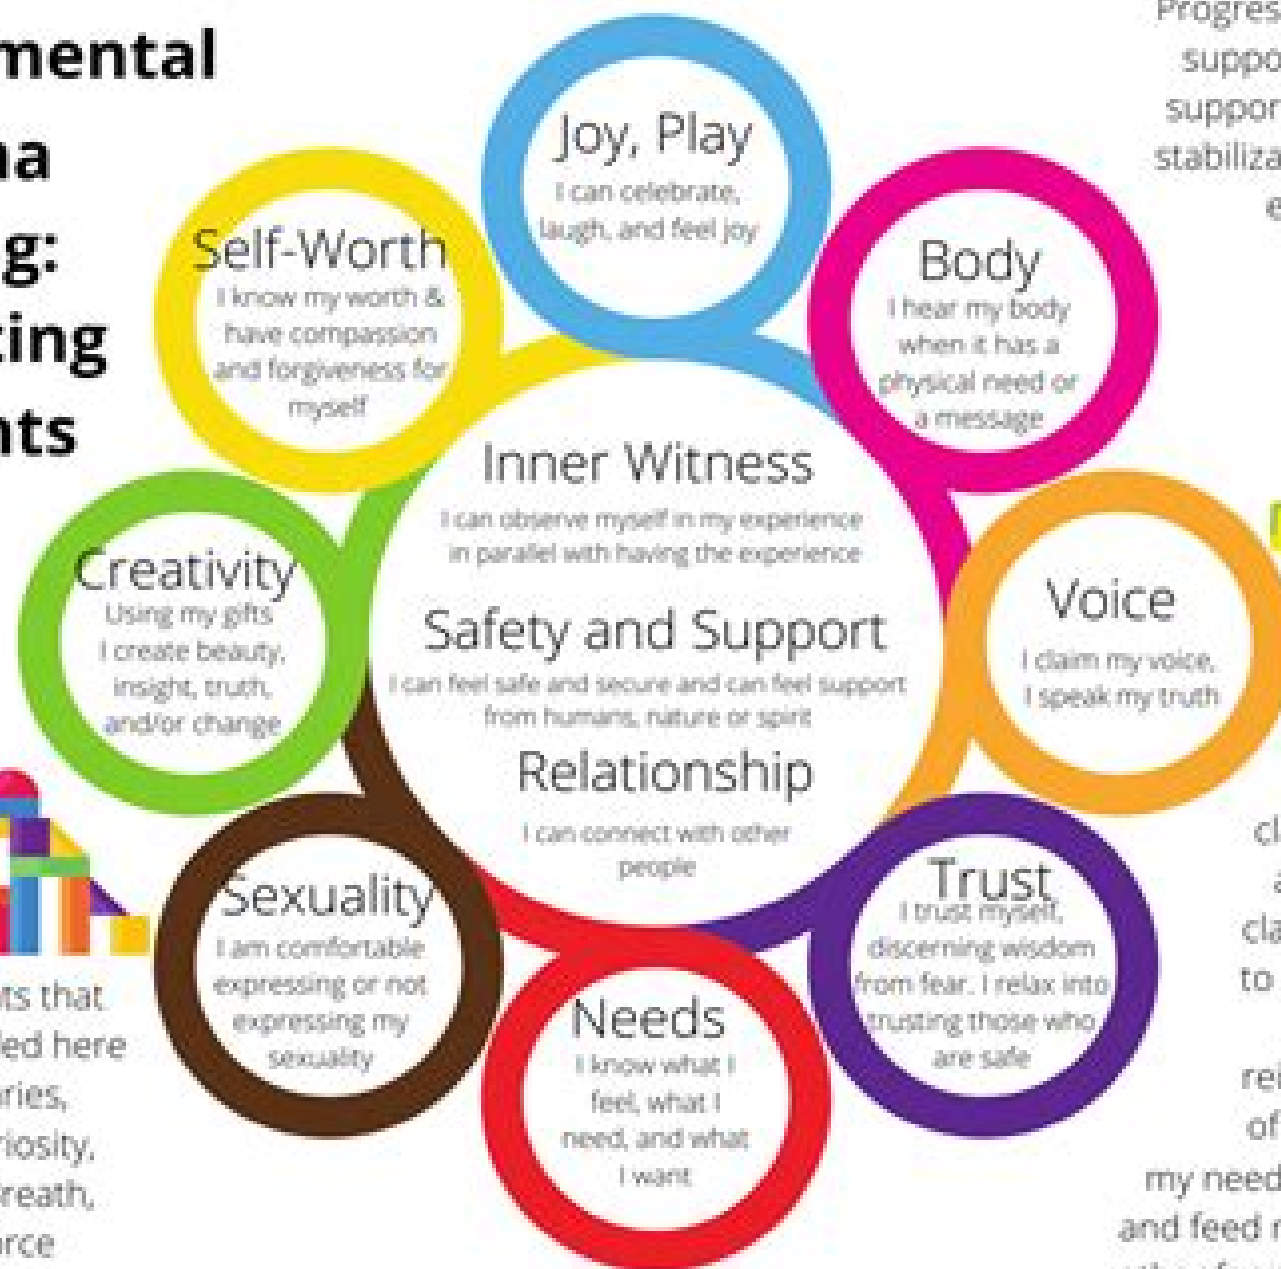 mental
na
g:
ting
nts
Progres
suppo
suppor
stabiliza
e
Joy, Play
I can celebrate,
laugh, and feel joy
Self-Worth
I know my worth &
have compassion
and forgiveness for
myself
Body
I hear my body
when it has a
physical need or
a message
Inner Witness
I can observe myself in my experience
in parallel with having the experience
Creativity
Using my gifts
I create beauty,
insight, truth,
and/or change
Safety and Support
I can feel safe and secure and can feel support
from humans, nature or spirit
Voice
I claim my voice,
I speak my truth
Relationship
I can connect with other
people
Sexuality
I am comfortable
expressing or not
expressing my
sexuality
Needs
I know what I
feel, what I
need, and what
I want
Trust
I trust myself,
discerning wisdom
from fear. I relax into
trusting those who
are safe
nts that
ded here
aries,
riosity,
Breath,
orce
cl
a
cla
to
rei
of
my need
and feed r